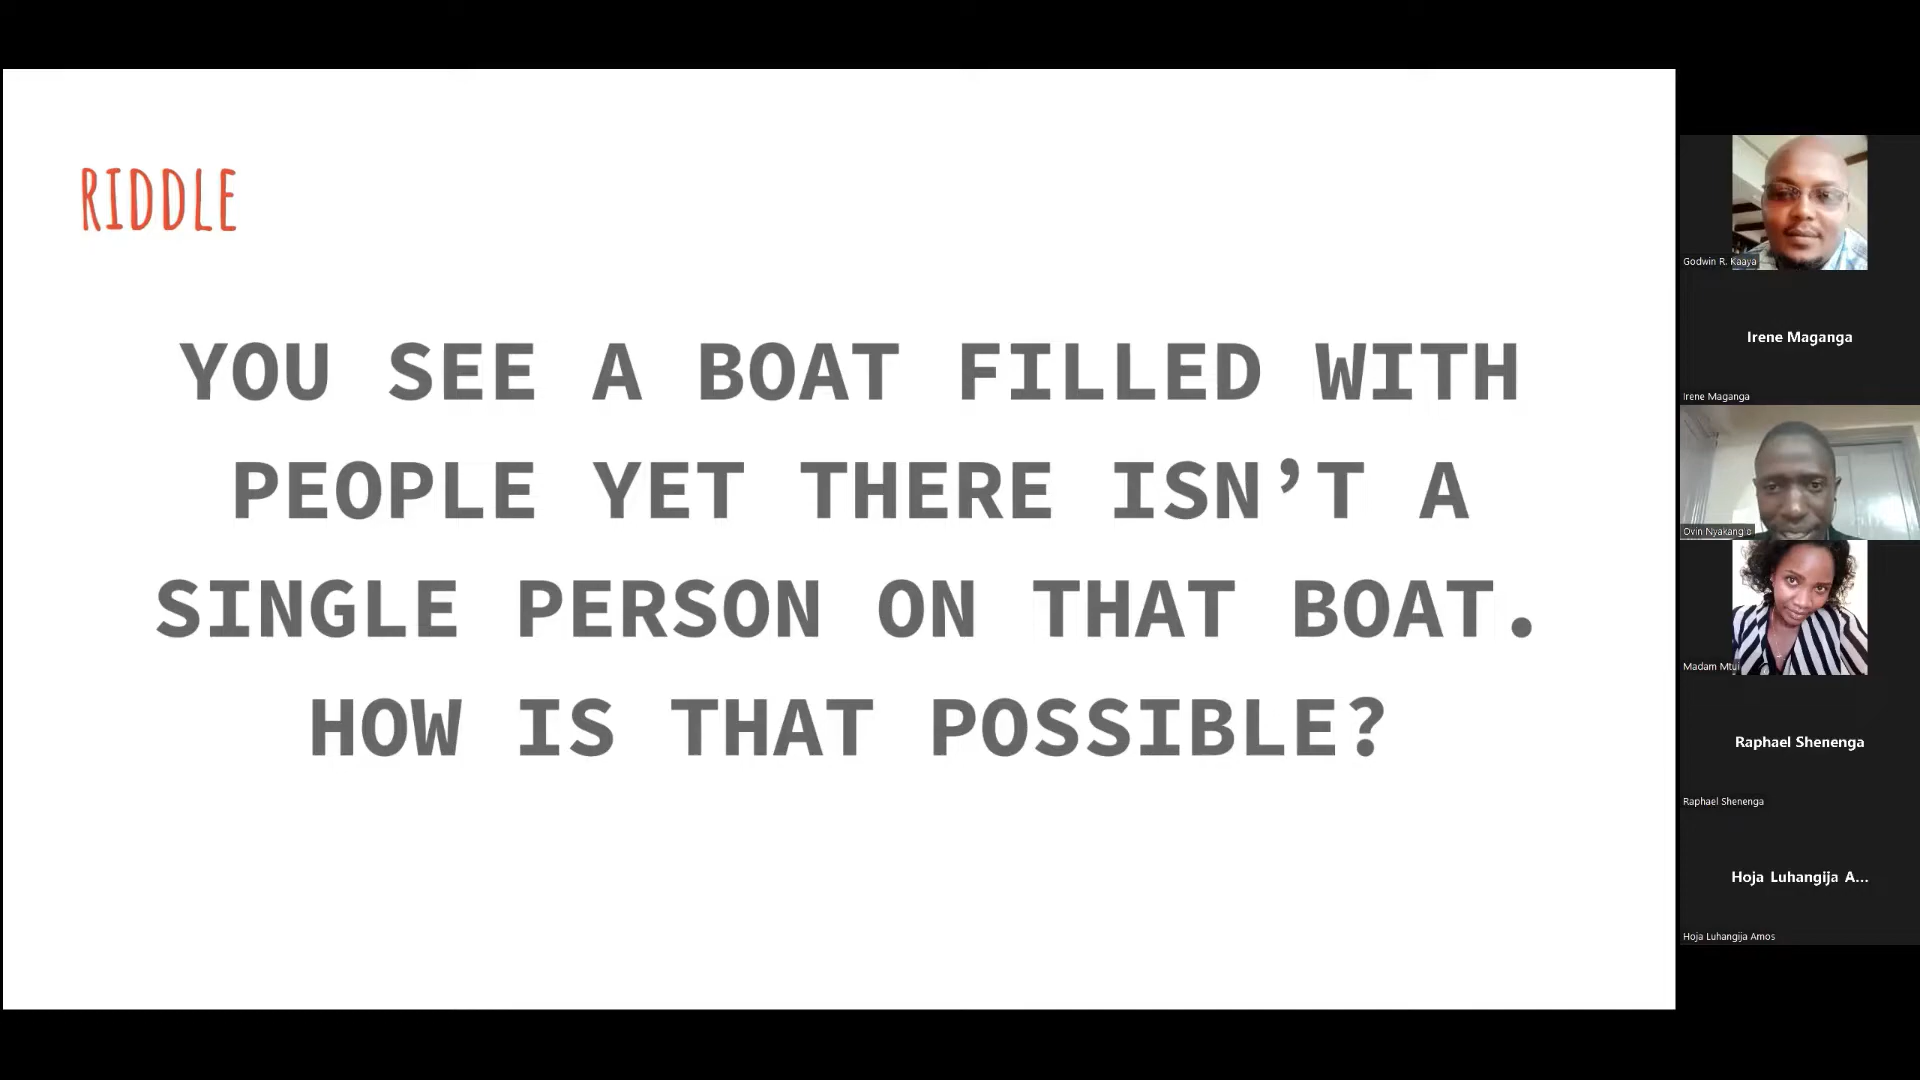 RIDDLE
YOU SEE A BOAT FILLED WITH
PEOPLE YET THERE ISN’T A
SINGLE PERSON ON THAT BOAT.
HOW IS THAT POSSIBLE?
Godwin R. Kaaya
Irene Maganga
Irene Maganga
Ovin Nyakangio
Madam Mtui
Raphael Shenenga
Raphael Shenenga
Hoja Luhangija A...
Hoja Luhangija Amos